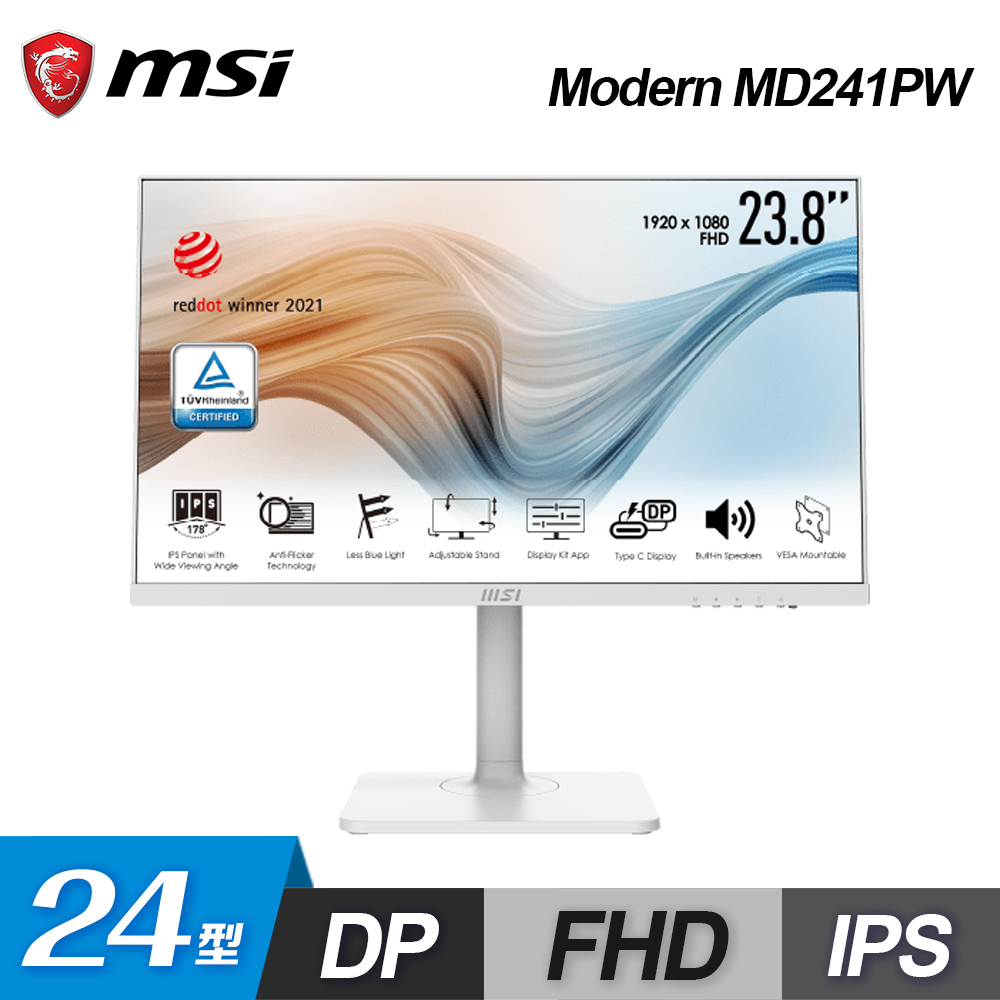 msi
Modern MD241PW
1920 x 1080
FHD
23.8”
reddot winner 2021
TÜVRheinland®
CERTIFIED
IPS
178°
DP
IPS Panel with
Wide Viewing Angle
Anti-Flicker
Technology
Less Blue Light
Adjustable Stand
Display Kit App
Type C Display
Built-in Speakers
VESA Mountable
MSI
24型
DP
FHD
IPS